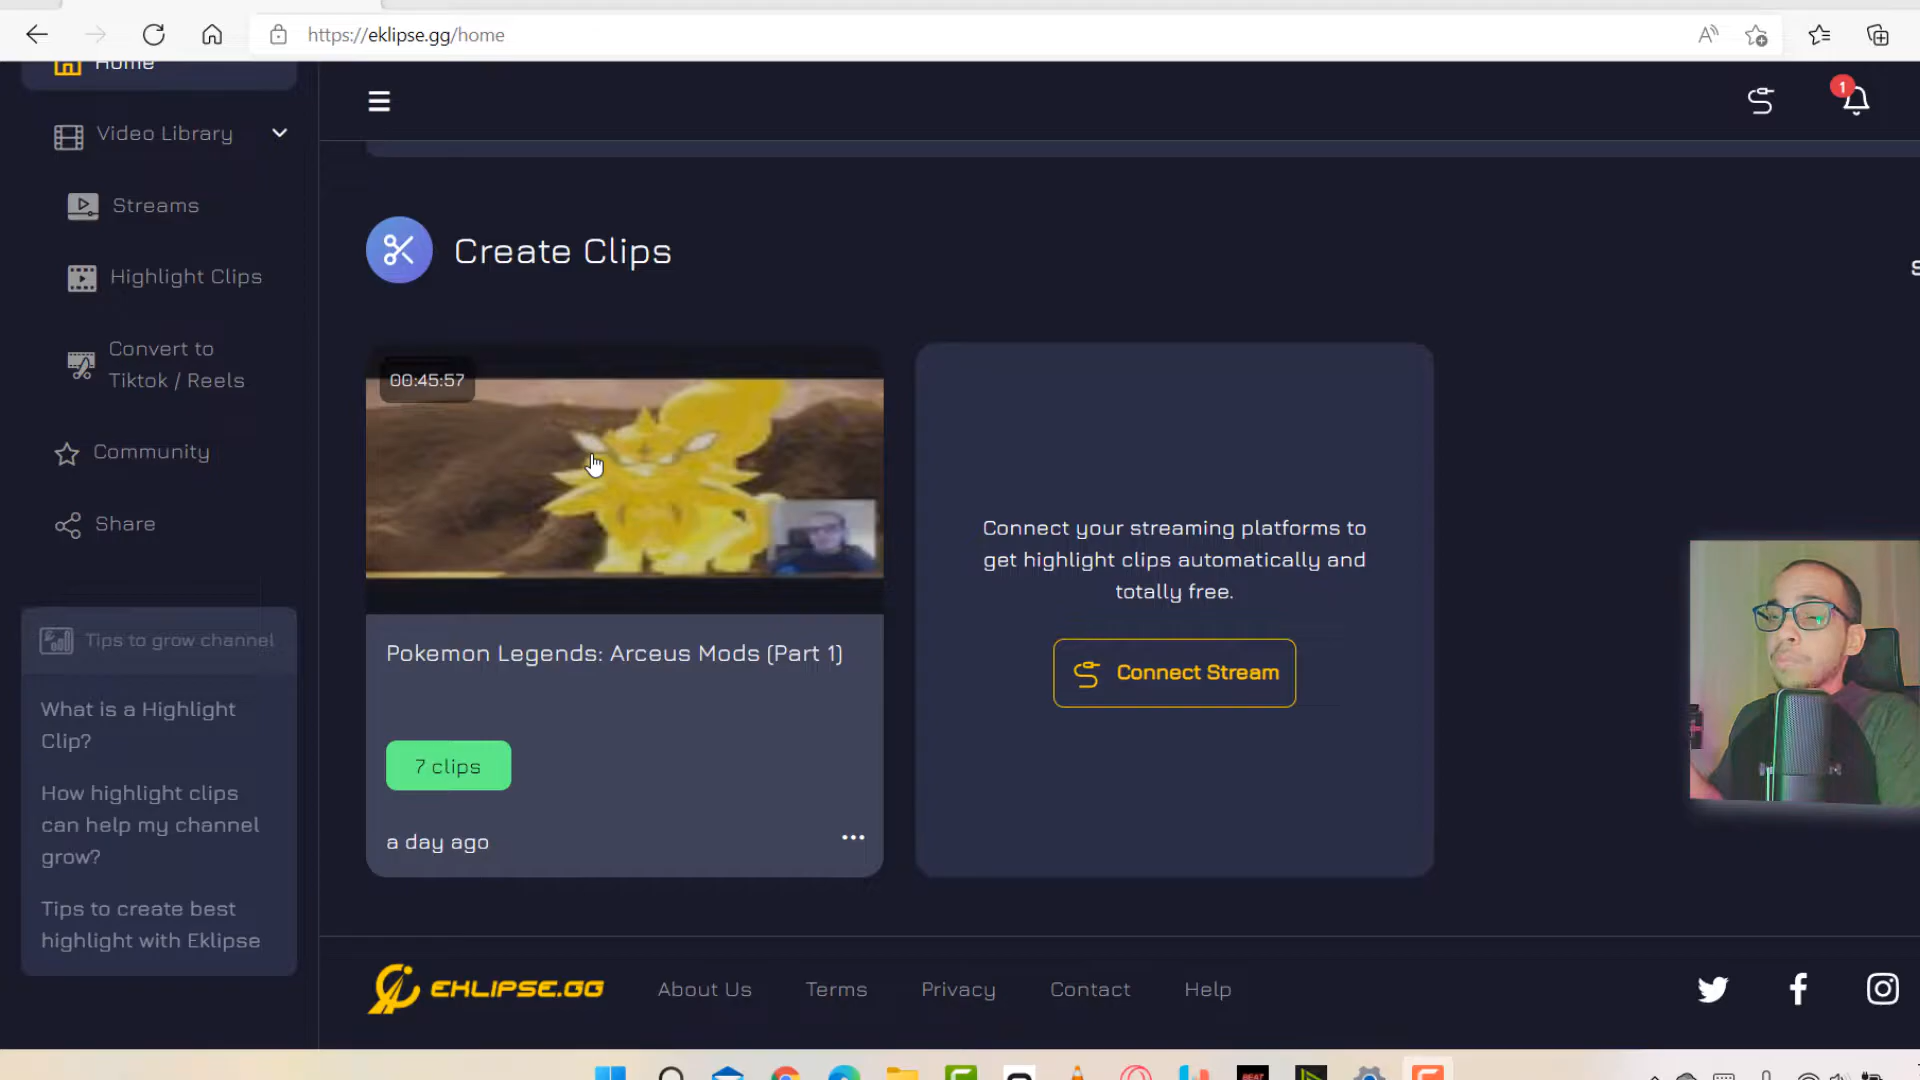 https://eklipse.gg/home
Home
1
Video Library
Streams
Create Clips
Highlight Clips
Convert to
Tiktok / Reels
00:45:57
Community
Share
Connect your streaming platforms to
get highlight clips automatically and
totally free.
Connect Stream
Tips to grow channel
Pokemon Legends: Arceus Mods (Part 1)
What is a Highlight
Clip?
7 clips
How highlight clips
can help my channel
grow?
a day ago
Tips to create best
highlight with Eklipse
EKLIPSE.GG
About Us
Terms
Privacy
Contact
Help